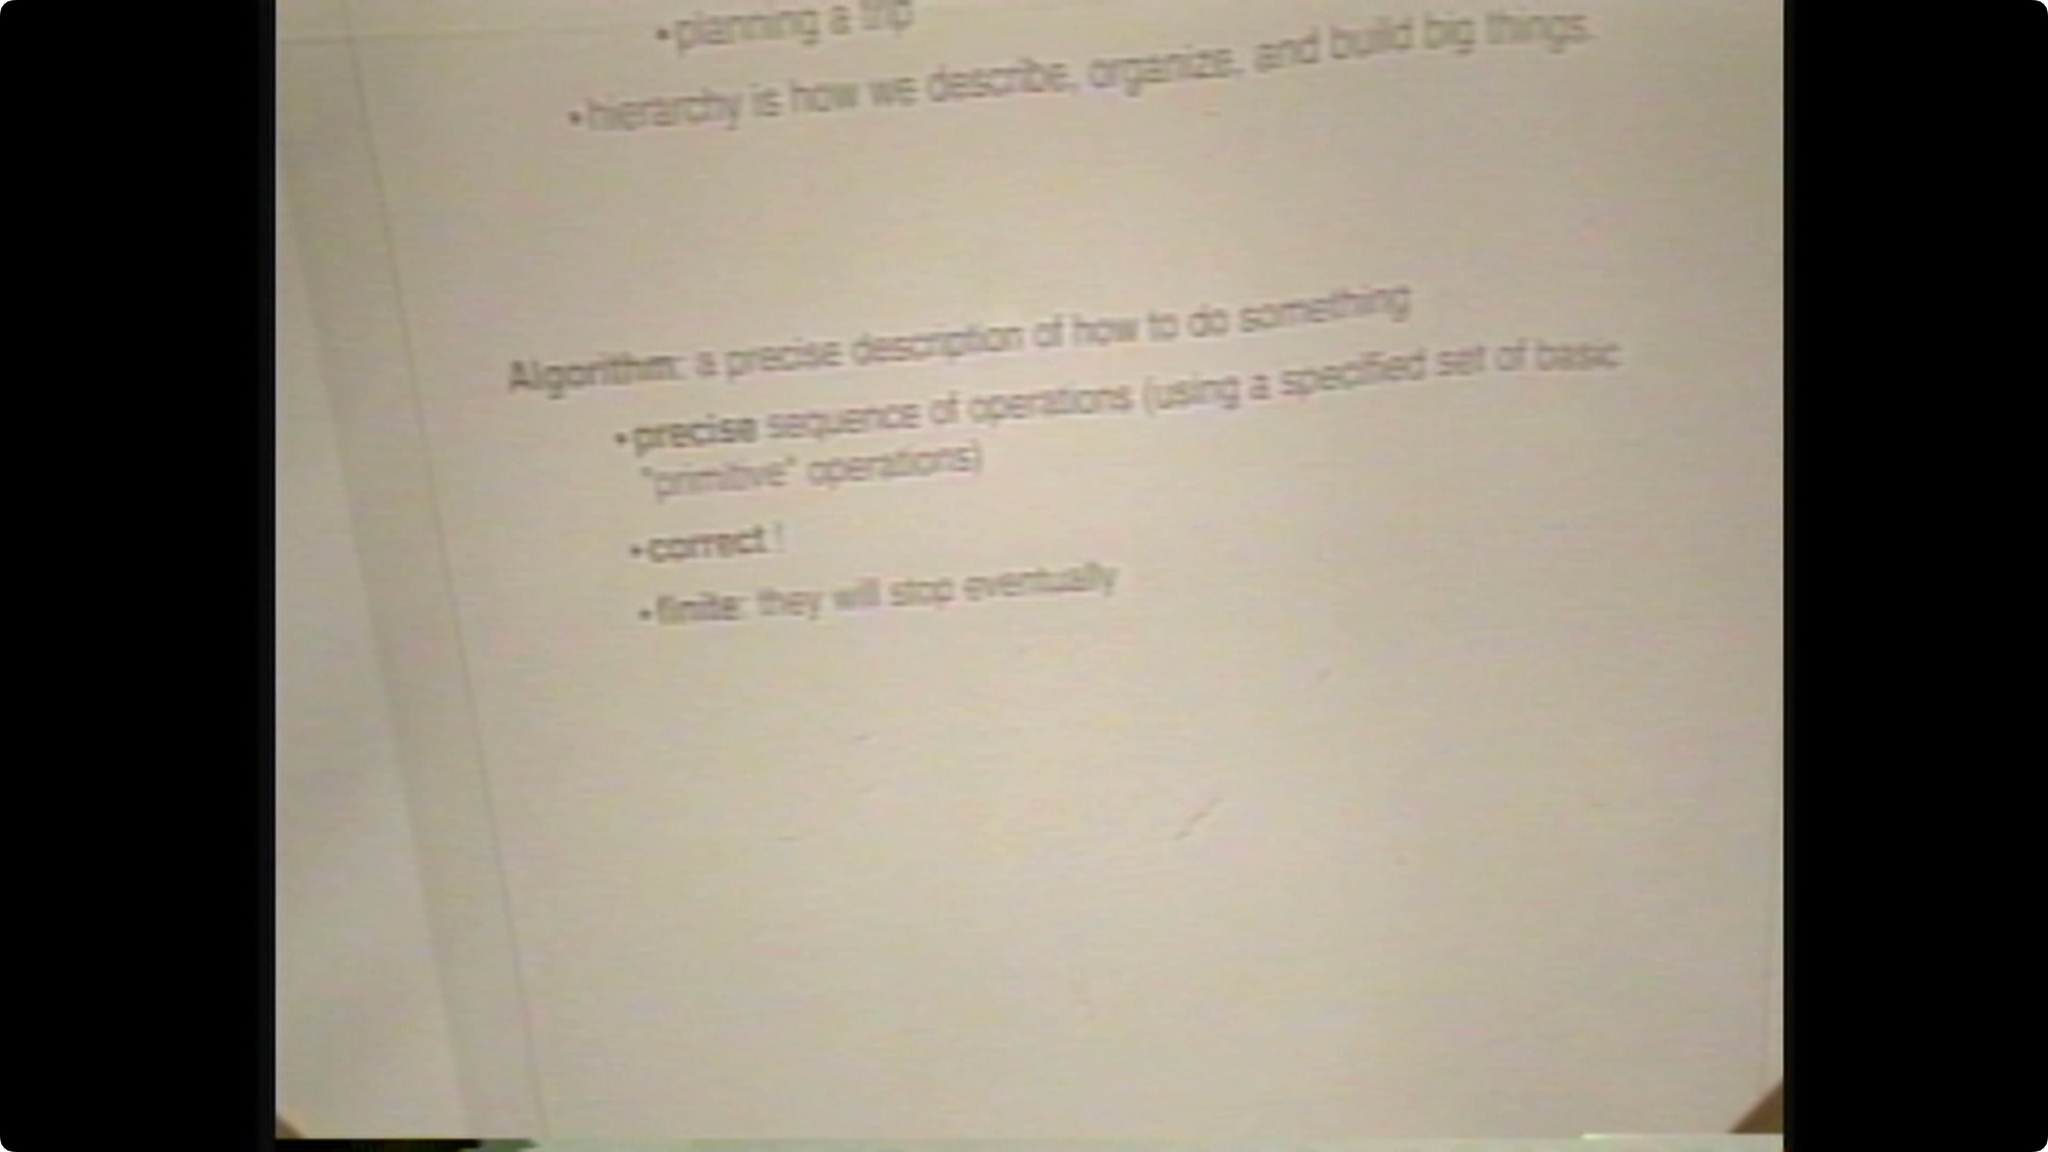 •planning a trip
•hierarchy is how we describe, organize, and build big things.
Algorithm: a precise description of how to do something
•precise sequence of operations (using a specified set of basic
"primitive" operations)
•correct !
•finite: they will stop eventually